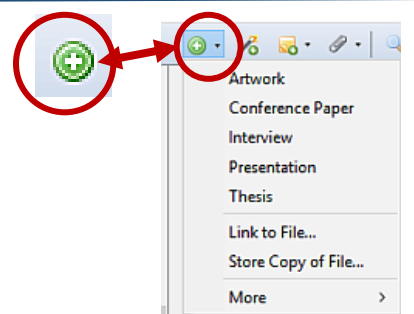 Artwork
Conference Paper
Interview
Presentation
Thesis
Link to File...
Store Copy of File...
More